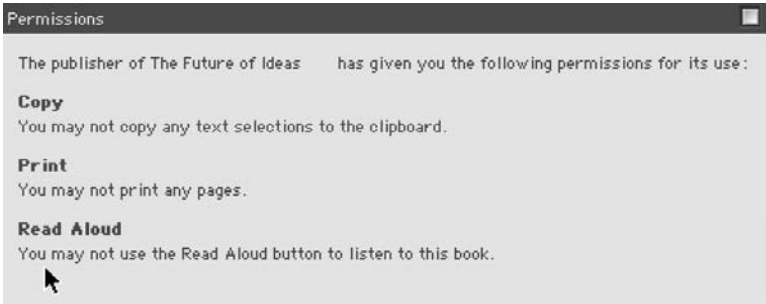 Permissions
The publisher of The Future of Ideas has given you the following permissions for its use:
Copy
You may not copy any text selections to the clipboard.
Print
You may not print any pages.
Read Aloud
You may not use the Read Aloud button to listen to this book.